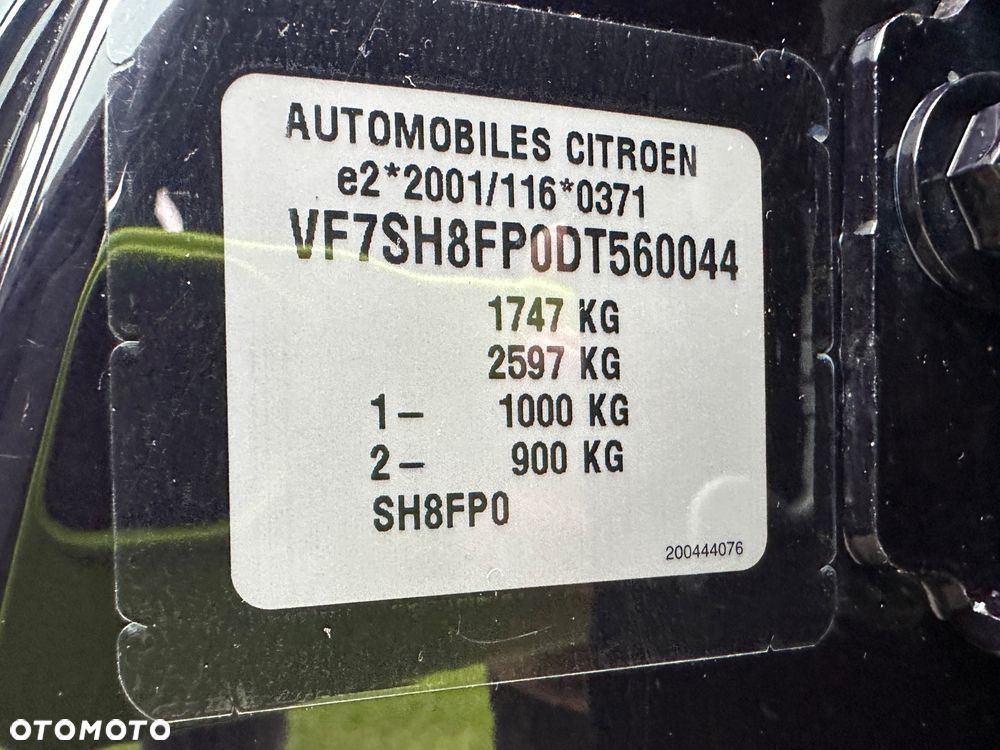 AUTOMOBILES CITROEN
e2*2001/116*0371
VF7SH8FP0DT560044
1747 KG
2597 KG
1- 1000 KG
2- 900 KG
SH8FP0
200444076
OTOMOTO